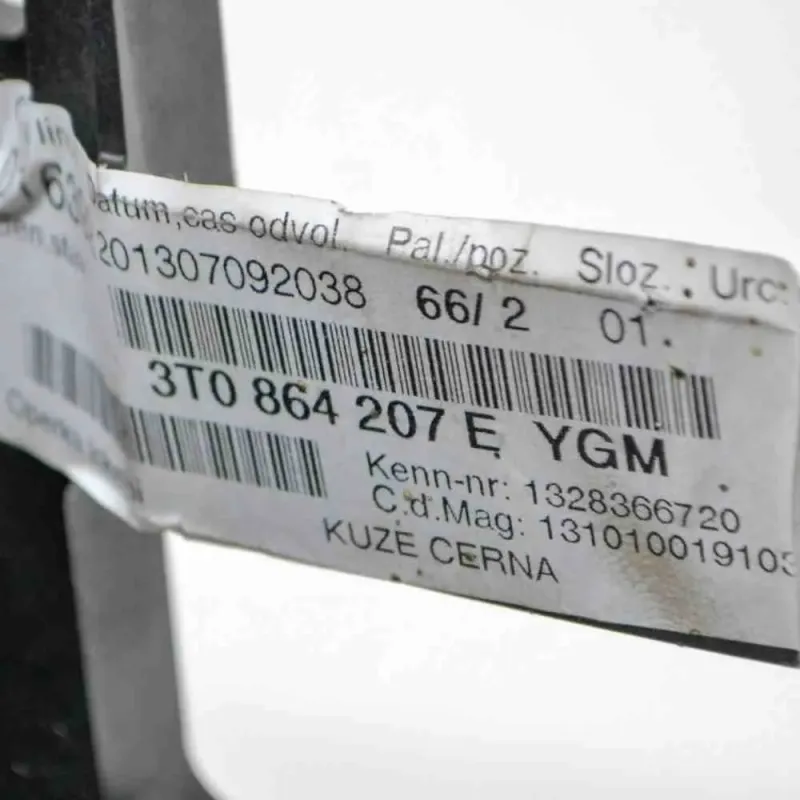 Datum,cas odvol. Pal./poz. Sloz.: Urc:
201307092038 66/ 2 01.
3T0 864 207 E YGM
Kenn-nr: 1328366720
C.d.Mag: 131010019103
KUZE CERNA